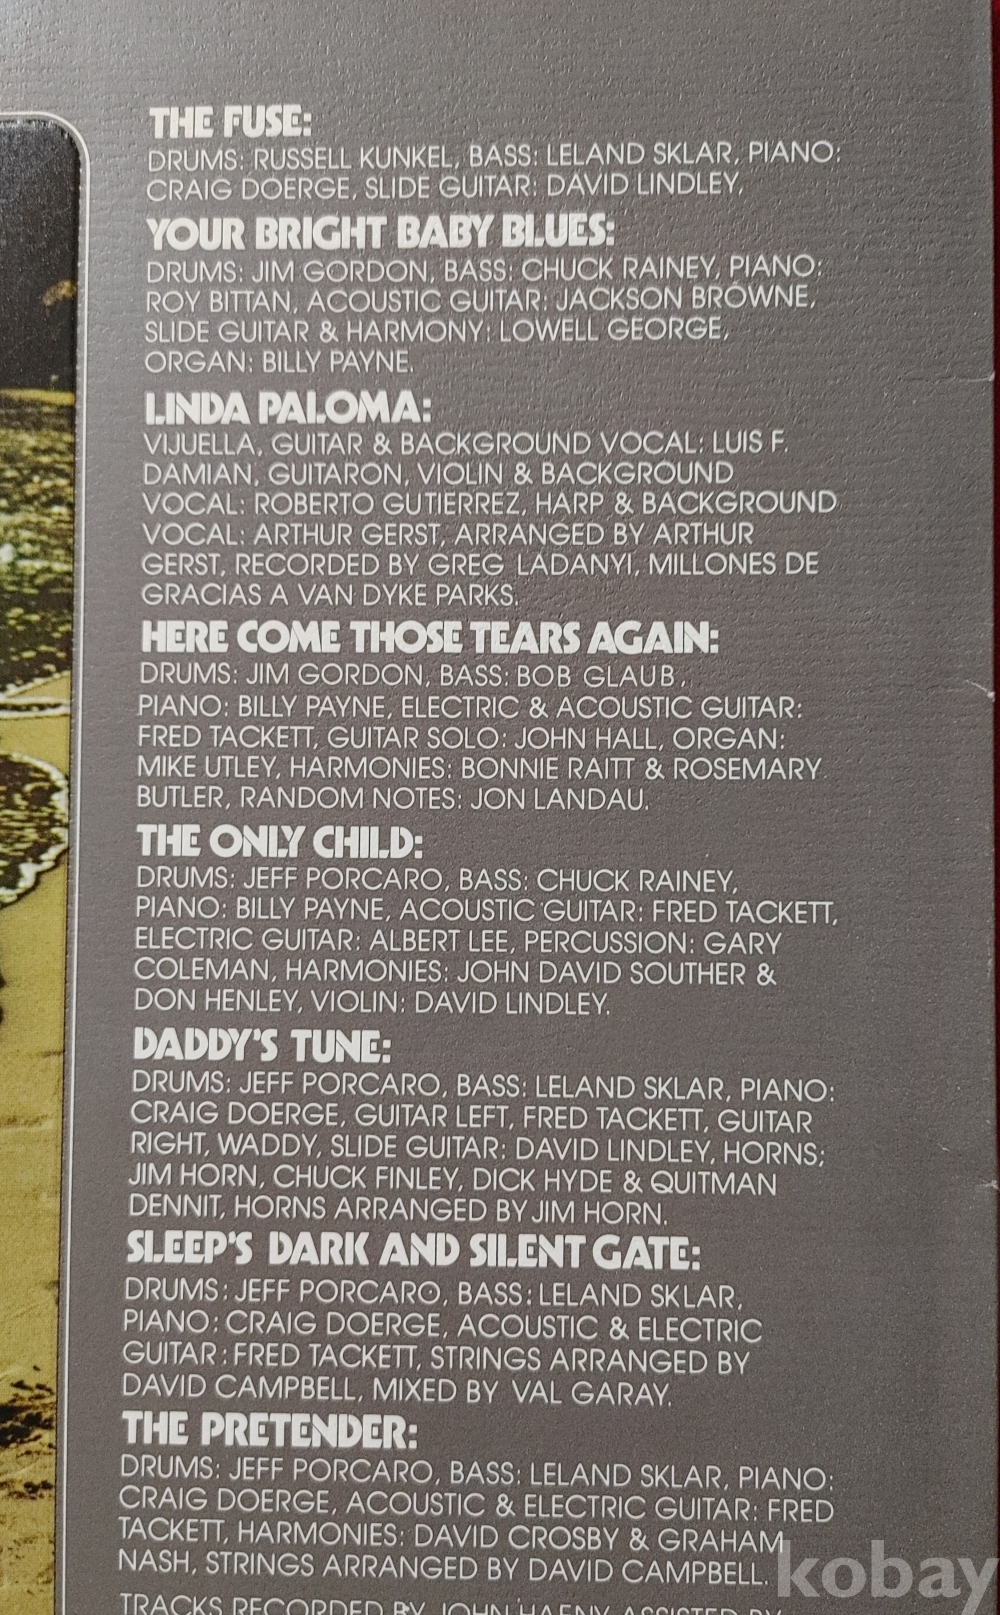 THE FUSE:
DRUMS: RUSSELL KUNKEL, BASS: LELAND SKLAR, PIANO:
CRAIG DOERGE, SLIDE GUITAR: DAVID LINDLEY,
YOUR BRIGHT BABY BLUES:
DRUMS: JIM GORDON, BASS: CHUCK RAINEY, PIANO:
ROY BITTAN, ACOUSTIC GUITAR: JACKSON BROWNE,
SLIDE GUITAR & HARMONY: LOWELL GEORGE,
ORGAN: BILLY PAYNE.
LINDA PALOMA:
VIJUELLA, GUITAR & BACKGROUND VOCAL: LUIS F.
DAMIAN, GUITARON, VIOLIN & BACKGROUND
VOCAL: ROBERTO GUTIERREZ, HARP & BACKGROUND
VOCAL: ARTHUR GERST, ARRANGED BY ARTHUR
GERST, RECORDED BY GREG LADANYI, MILLONES DE
GRACIAS A VAN DYKE PARKS.
HERE COME THOSE TEARS AGAIN:
DRUMS: JIM GORDON, BASS: BOB GLAUB,
PIANO: BILLY PAYNE, ELECTRIC & ACOUSTIC GUITAR:
FRED TACKETT, GUITAR SOLO: JOHN HALL, ORGAN:
MIKE UTLEY, HARMONIES: BONNIE RAITT & ROSEMARY
BUTLER, RANDOM NOTES: JON LANDAU.
THE ONLY CHILD:
DRUMS: JEFF PORCARO, BASS: CHUCK RAINEY,
PIANO: BILLY PAYNE, ACOUSTIC GUITAR: FRED TACKETT,
ELECTRIC GUITAR: ALBERT LEE, PERCUSSION: GARY
COLEMAN, HARMONIES: JOHN DAVID SOUTHER &
DON HENLEY, VIOLIN: DAVID LINDLEY.
DADDY'S TUNE:
DRUMS: JEFF PORCARO, BASS: LELAND SKLAR, PIANO:
CRAIG DOERGE, GUITAR LEFT, FRED TACKETT, GUITAR
RIGHT, WADDY, SLIDE GUITAR: DAVID LINDLEY, HORNS;
JIM HORN, CHUCK FINLEY, DICK HYDE & QUITMAN
DENNIT, HORNS ARRANGED BY JIM HORN.
SLEEP'S DARK AND SILENT GATE:
DRUMS: JEFF PORCARO, BASS: LELAND SKLAR,
PIANO: CRAIG DOERGE, ACOUSTIC & ELECTRIC
GUITAR: FRED TACKETT, STRINGS ARRANGED BY
DAVID CAMPBELL, MIXED BY VAL GARAY.
THE PRETENDER:
DRUMS: JEFF PORCARO, BASS: LELAND SKLAR, PIANO:
CRAIG DOERGE, ACOUSTIC & ELECTRIC GUITAR: FRED
TACKETT, HARMONIES: DAVID CROSBY & GRAHAM
NASH, STRINGS ARRANGED BY DAVID CAMPBELL.
TRACKS RECORDED BY JOHN HAENY ASSISTED BY
kobay